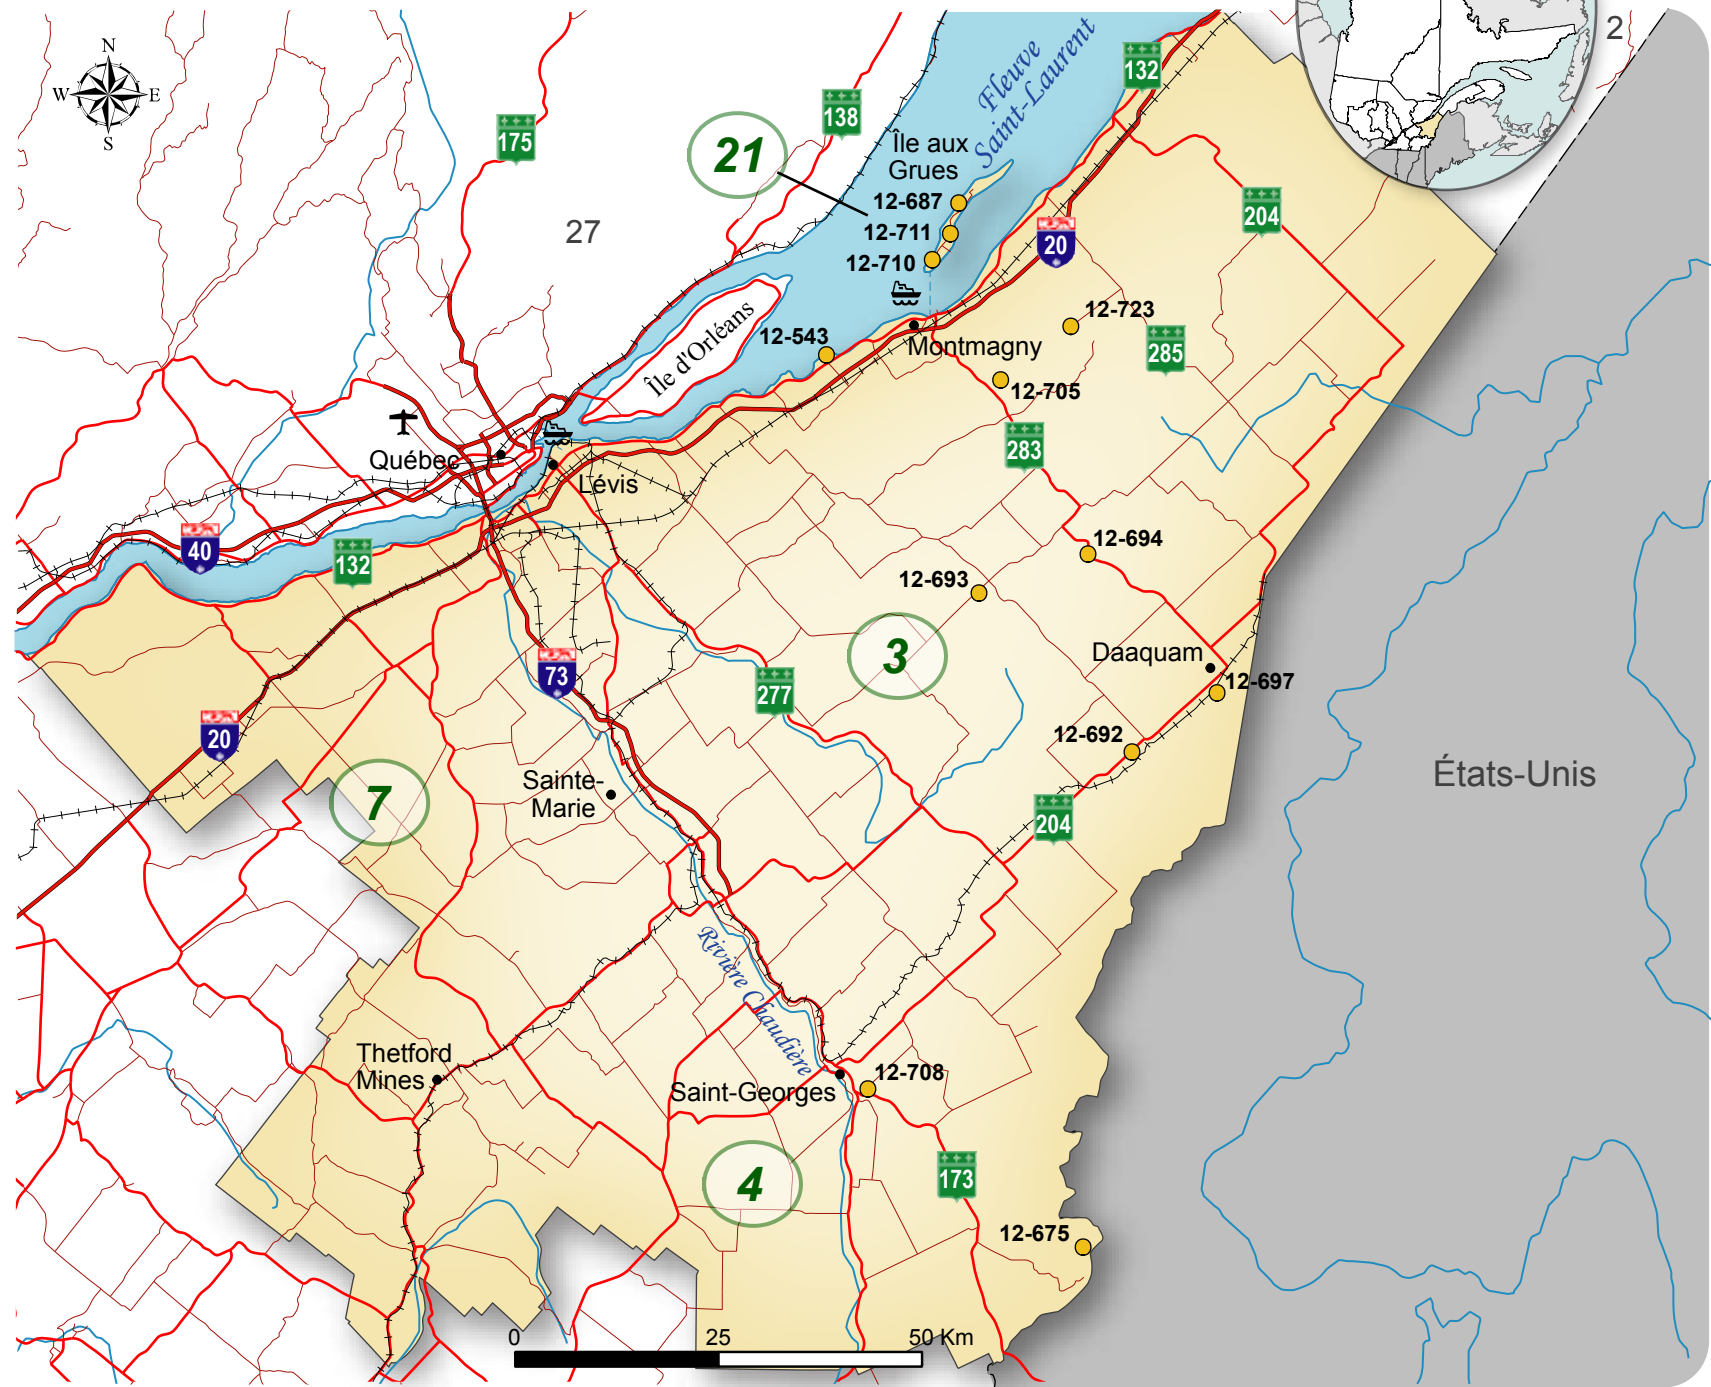 N
W
E
S
175
138
132
2
21
Île aux
Grues
Fleuve
Saint-Laurent
12-687
12-711
12-710
27
20
204
12-723
12-543
Île d'Orléans
Montmagny
285
12-705
283
Québec
Lévis
40
132
12-694
12-693
3
Daaquam
12-697
73
277
20
12-692
États-Unis
Sainte-
Marie
7
204
Rivière Chaudière
Thetford
Mines
Saint-Georges
12-708
4
173
12-675
0
25
50 Km